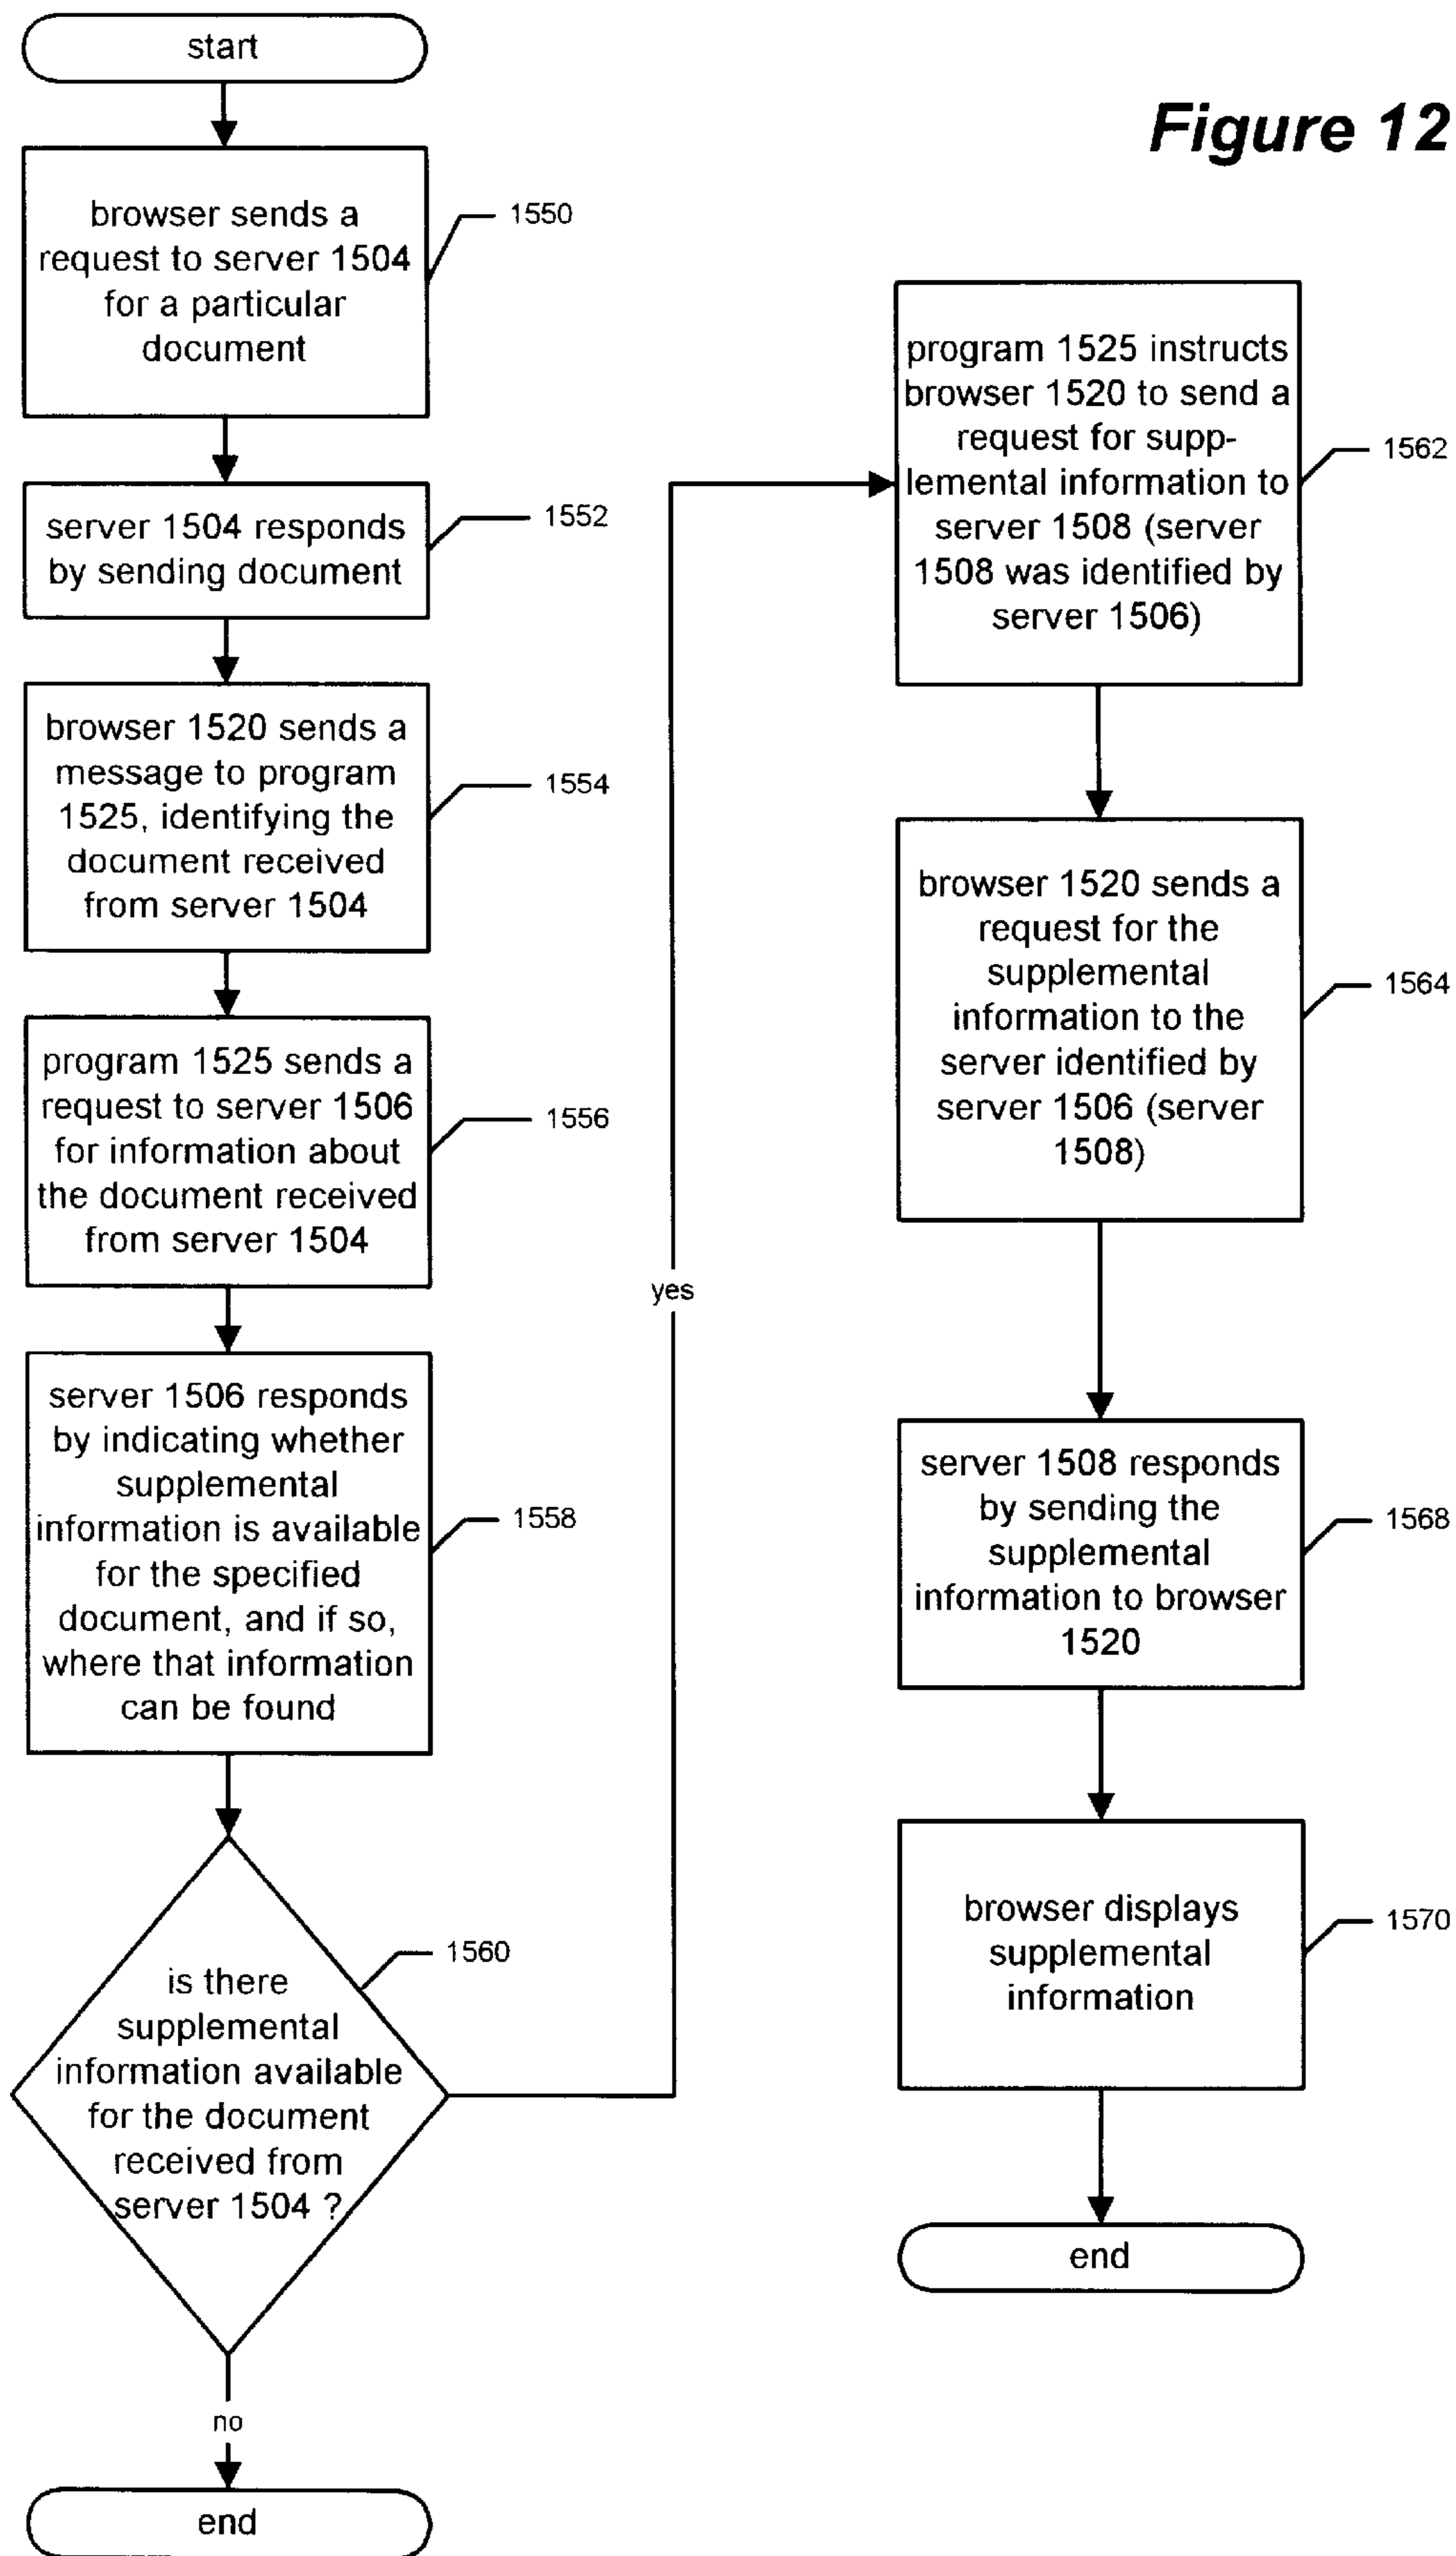 Figure 12
start
browser sends a
request to server 1504
for a particular
document
1550
server 1504 responds
by sending document
1552
browser 1520 sends a
message to program
1525, identifying the
document received
from server 1504
1554
program 1525 sends a
request to server 1506
for information about
the document received
from server 1504
1556
server 1506 responds
by indicating whether
supplemental
information is available
for the specified
document, and if so,
where that information
can be found
1558
is there
supplemental
information available
for the document
received from
server 1504 ?
1560
no
end
yes
program 1525 instructs
browser 1520 to send a
request for supp-
lemental information to
server 1508 (server
1508 was identified by
server 1506)
1562
browser 1520 sends a
request for the
supplemental
information to the
server identified by
server 1506 (server
1508)
1564
server 1508 responds
by sending the
supplemental
information to browser
1520
1568
browser displays
supplemental
information
1570
end